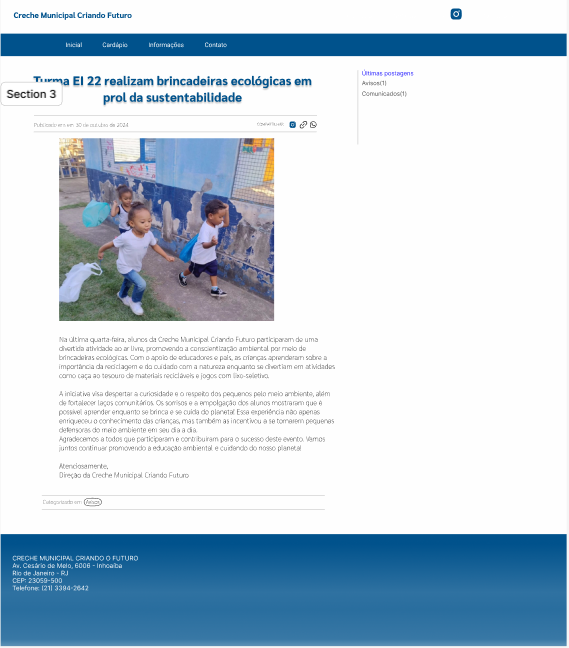 Creche Municipal Criando Futuro
Inicial Cardápio Informações Contato
Turma EI 22 realizam brincadeiras ecológicas em
prol da sustentabilidade
Section 3
Últimas postagens
Avisos(1)
Comunicados(1)
Publicado em em 30 de outubro de 2024
Compartilhar:
Na última quarta-feira, alunos da Creche Municipal Criando Futuro participaram de uma
divertida atividade ao ar livre, promovendo a conscientização ambiental por meio de
brincadeiras ecológicas. Com o apoio de educadores e pais, as crianças aprenderam sobre a
importância da reciclagem e do cuidado com a natureza enquanto se divertiam em atividades
como caça ao tesouro de materiais recicláveis e jogos com lixo-seletivo.
A iniciativa visa despertar a curiosidade e o respeito dos pequenos pelo meio ambiente, além
de fortalecer laços comunitários. Os sorrisos e a empolgação dos alunos mostraram que é
possível aprender enquanto se brinca e se cuida do planeta! Essa experiência não apenas
enriqueceu o conhecimento das crianças, mas também as incentivou a se tornarem pequenas
defensoras do meio ambiente em seu dia a dia.
Agradecemos a todos que participaram e contribuíram para o sucesso deste evento. Vamos
juntos continuar promovendo a educação ambiental e cuidando do nosso planeta!
Atenciosamente,
Direção da Creche Municipal Criando Futuro
Categorizado em: Avisos
CRECHE MUNICIPAL CRIANDO O FUTURO
Av. Cesário de Melo, 6006 - Inhoaíba
Rio de Janeiro - RJ
CEP: 23059-500
Telefone: (21) 3394-2642